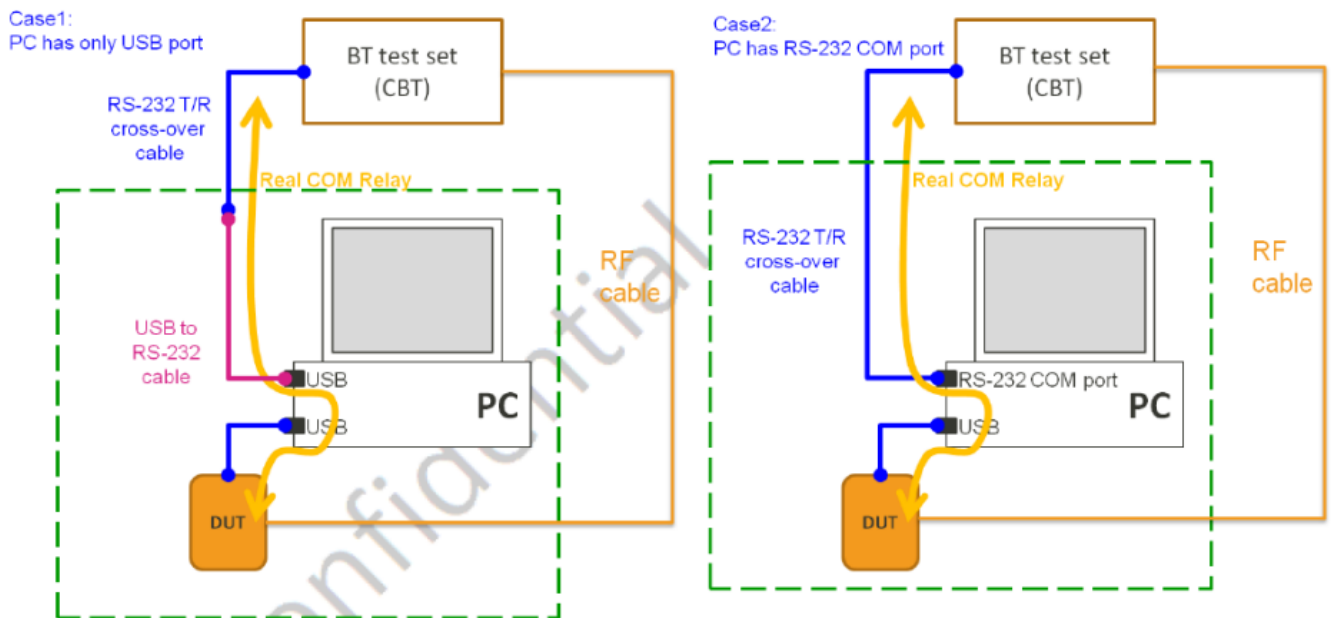 Case1:
PC has only USB port
BT test set
(CBT)
RS-232 T/R
cross-over
cable
Real COM Relay
RF
cable
USB to
RS-232
cable
USB
PC
USB
DUT
Case2:
PC has RS-232 COM port
BT test set
(CBT)
Real COM Relay
RS-232 T/R
cross-over
cable
RF
cable
RS-232 COM port
PC
USB
DUT
onfidential